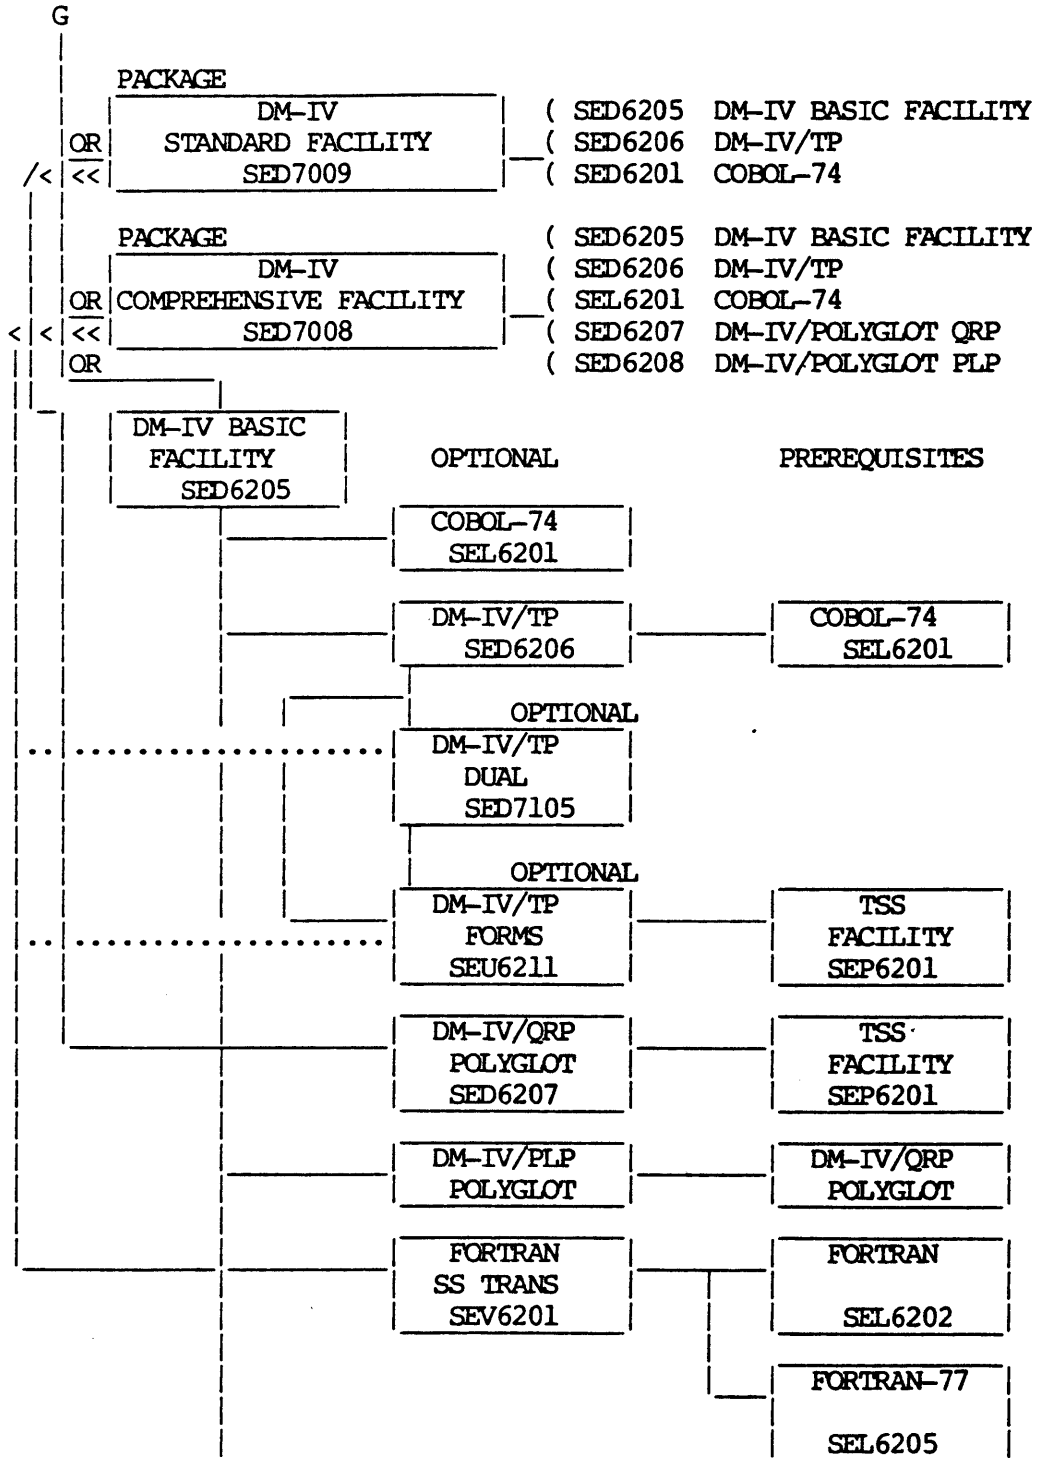 G
PACKAGE
DM-IV ( SED6205 DM-IV BASIC FACILITY
OR STANDARD FACILITY ( SED6206 DM-IV/TP
/< << SED7009 ( SED6201 COBOL-74
PACKAGE ( SED6205 DM-IV BASIC FACILITY
DM-IV ( SED6206 DM-IV/TP
OR COMPREHENSIVE FACILITY ( SEL6201 COBOL-74
< < << SED7008 ( SED6207 DM-IV/POLYGLOT QRP
OR ( SED6208 DM-IV/POLYGLOT PLP
DM-IV BASIC
FACILITY OPTIONAL PREREQUISITES
SED6205
COBOL-74
SEL6201
DM-IV/TP COBOL-74
SED6206 SEL6201
OPTIONAL
DM-IV/TP
DUAL
SED7105
OPTIONAL
DM-IV/TP TSS
FORMS FACILITY
SEU6211 SEP6201
DM-IV/QRP TSS
POLYGLOT FACILITY
SED6207 SEP6201
DM-IV/PLP DM-IV/QRP
POLYGLOT POLYGLOT
FORTRAN FORTRAN
SS TRANS
SEV6201 SEL6202
FORTRAN-77
SEL6205